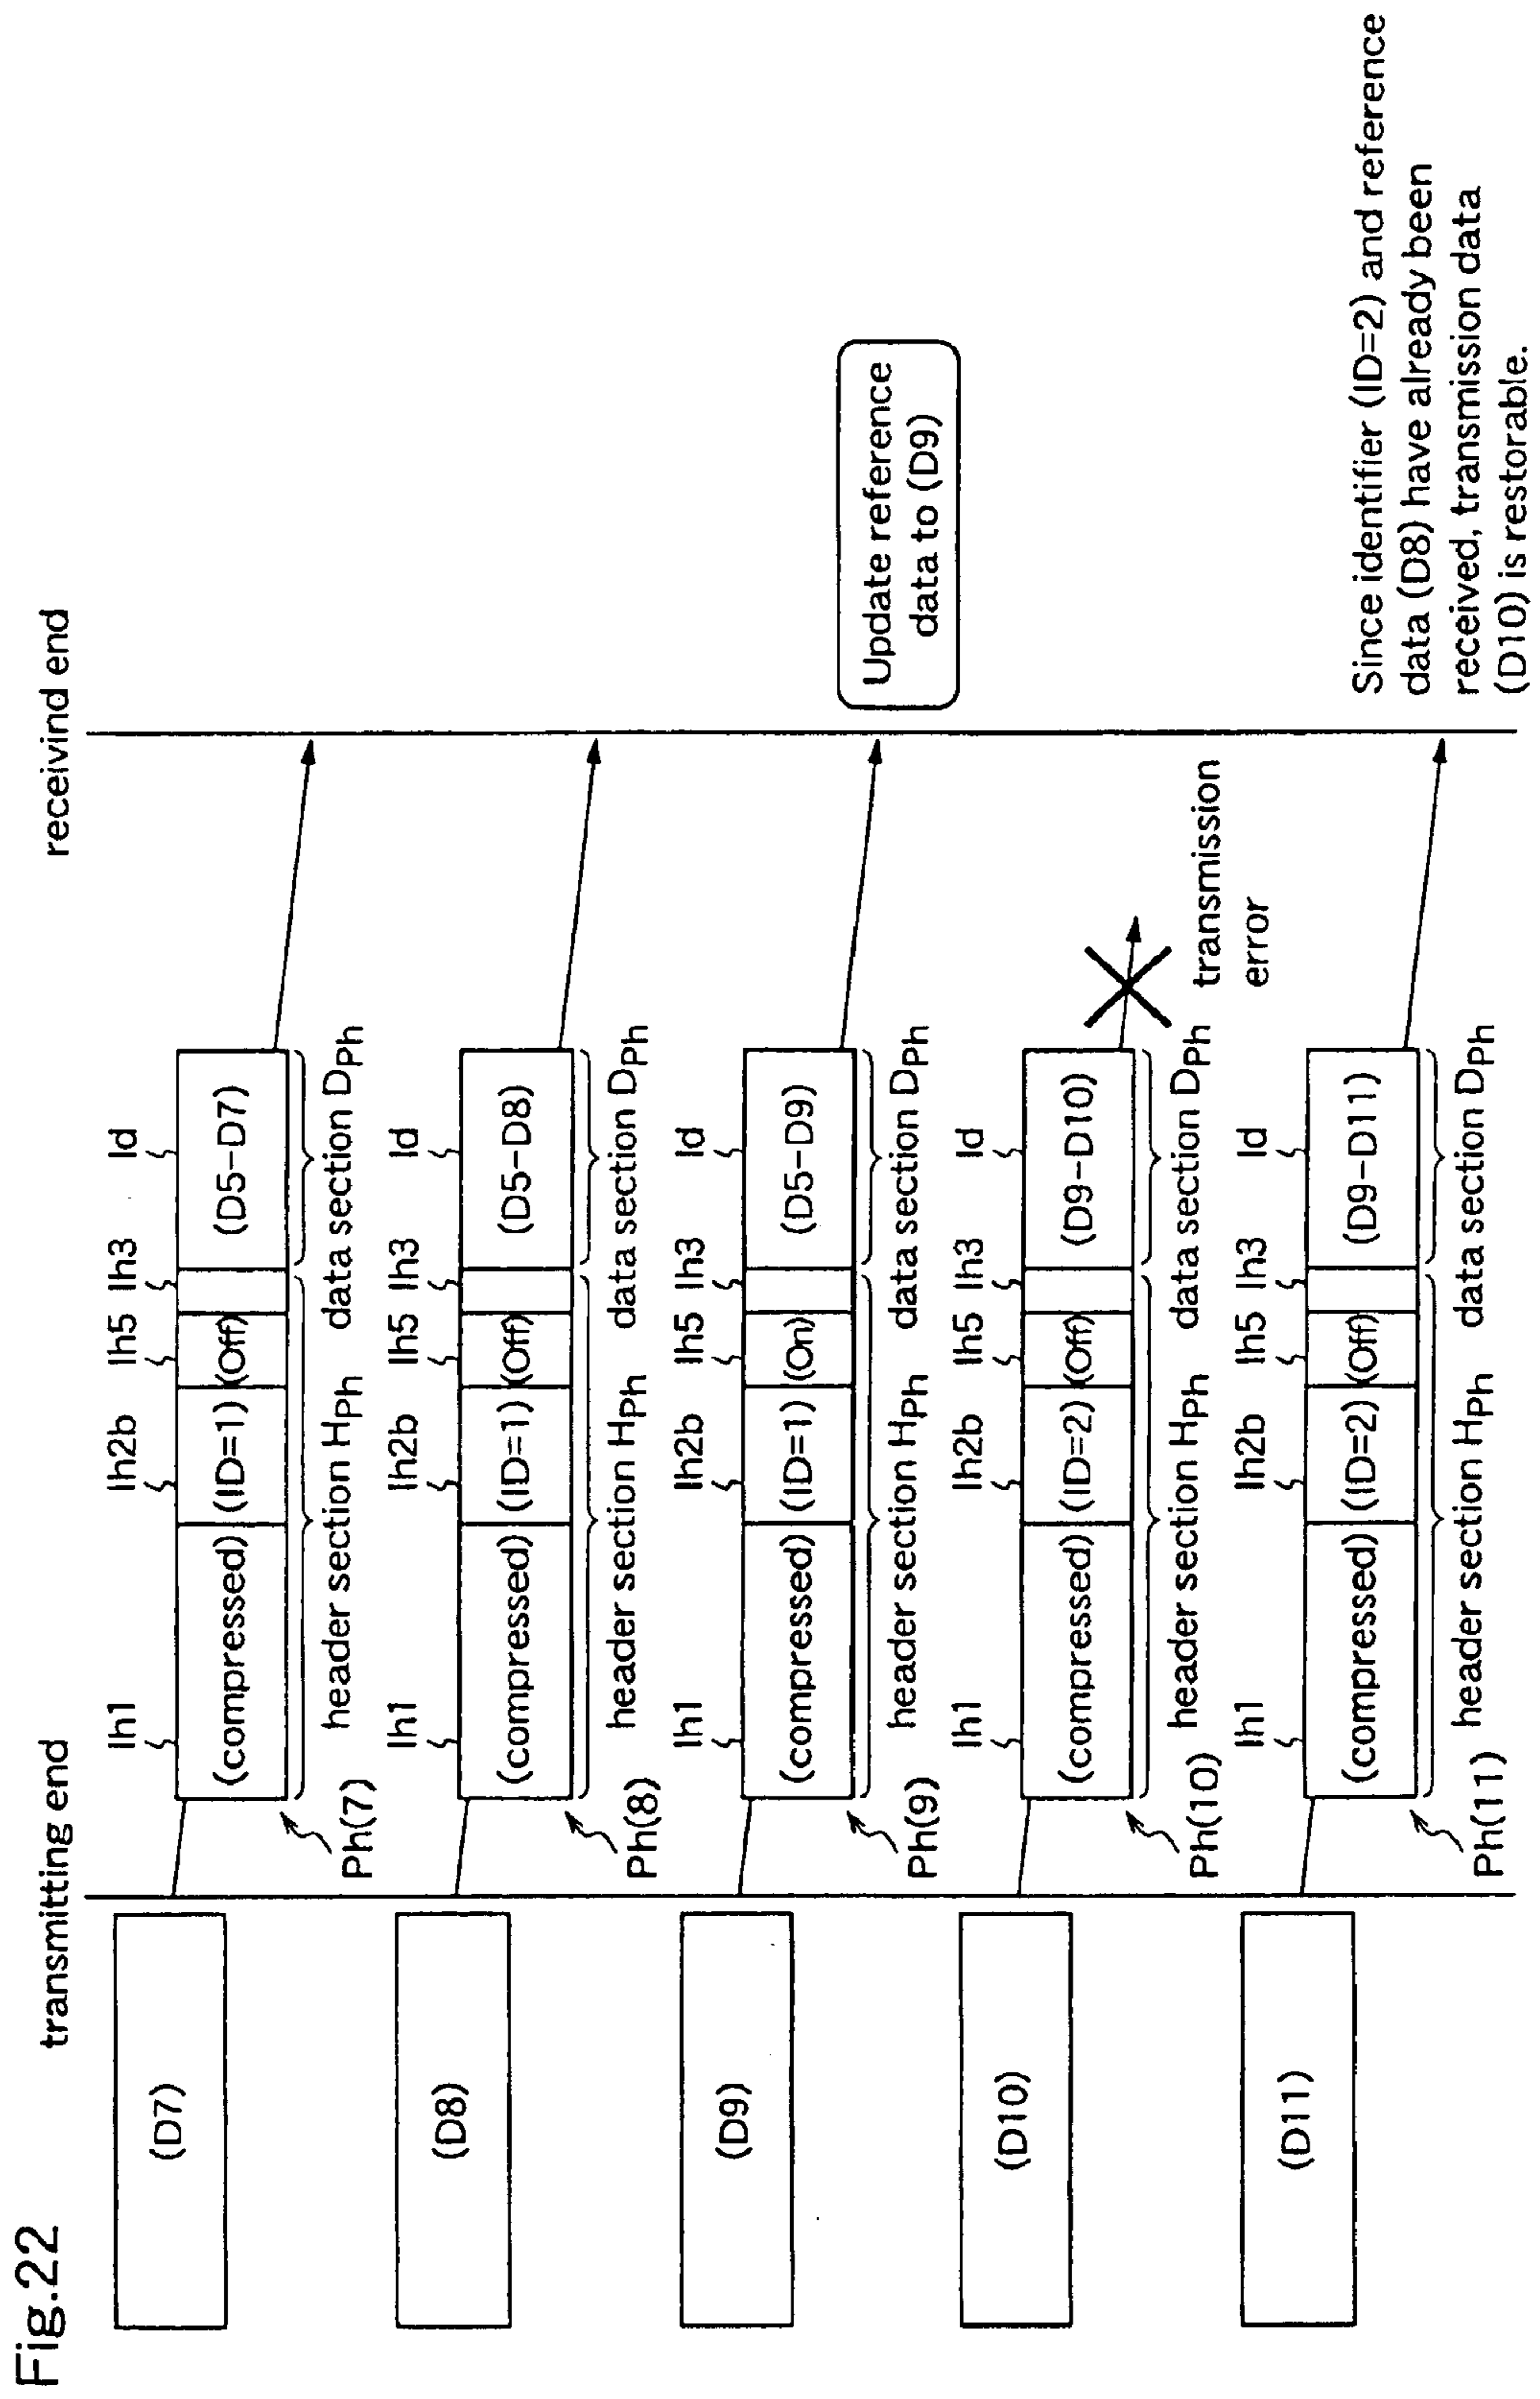 Fig.22
transmitting end
receivind end
(D7)
Ih1
Ih2b
Ih5
Ih3
Id
(compressed)
(ID=1)
(Off)
(D5-D7)
header section HPh
data section DPh
Ph(7)
(D8)
Ih1
Ih2b
Ih5
Ih3
Id
(compressed)
(ID=1)
(Off)
(D5-D8)
header section HPh
data section DPh
Ph(8)
(D9)
Ih1
Ih2b
Ih5
Ih3
Id
(compressed)
(ID=1)
(On)
(D5-D9)
header section HPh
data section DPh
Ph(9)
Update reference
data to (D9)
(D10)
Ih1
Ih2b
Ih5
Ih3
Id
(compressed)
(ID=2)
(Off)
(D9-D10)
header section HPh
data section DPh
Ph(10)
transmission
error
(D11)
Ih1
Ih2b
Ih5
Ih3
Id
(compressed)
(ID=2)
(Off)
(D9-D11)
header section HPh
data section DPh
Ph(11)
Since identifier (ID=2) and reference
data (D8) have already been
received, transmission data
(D10) is restorable.